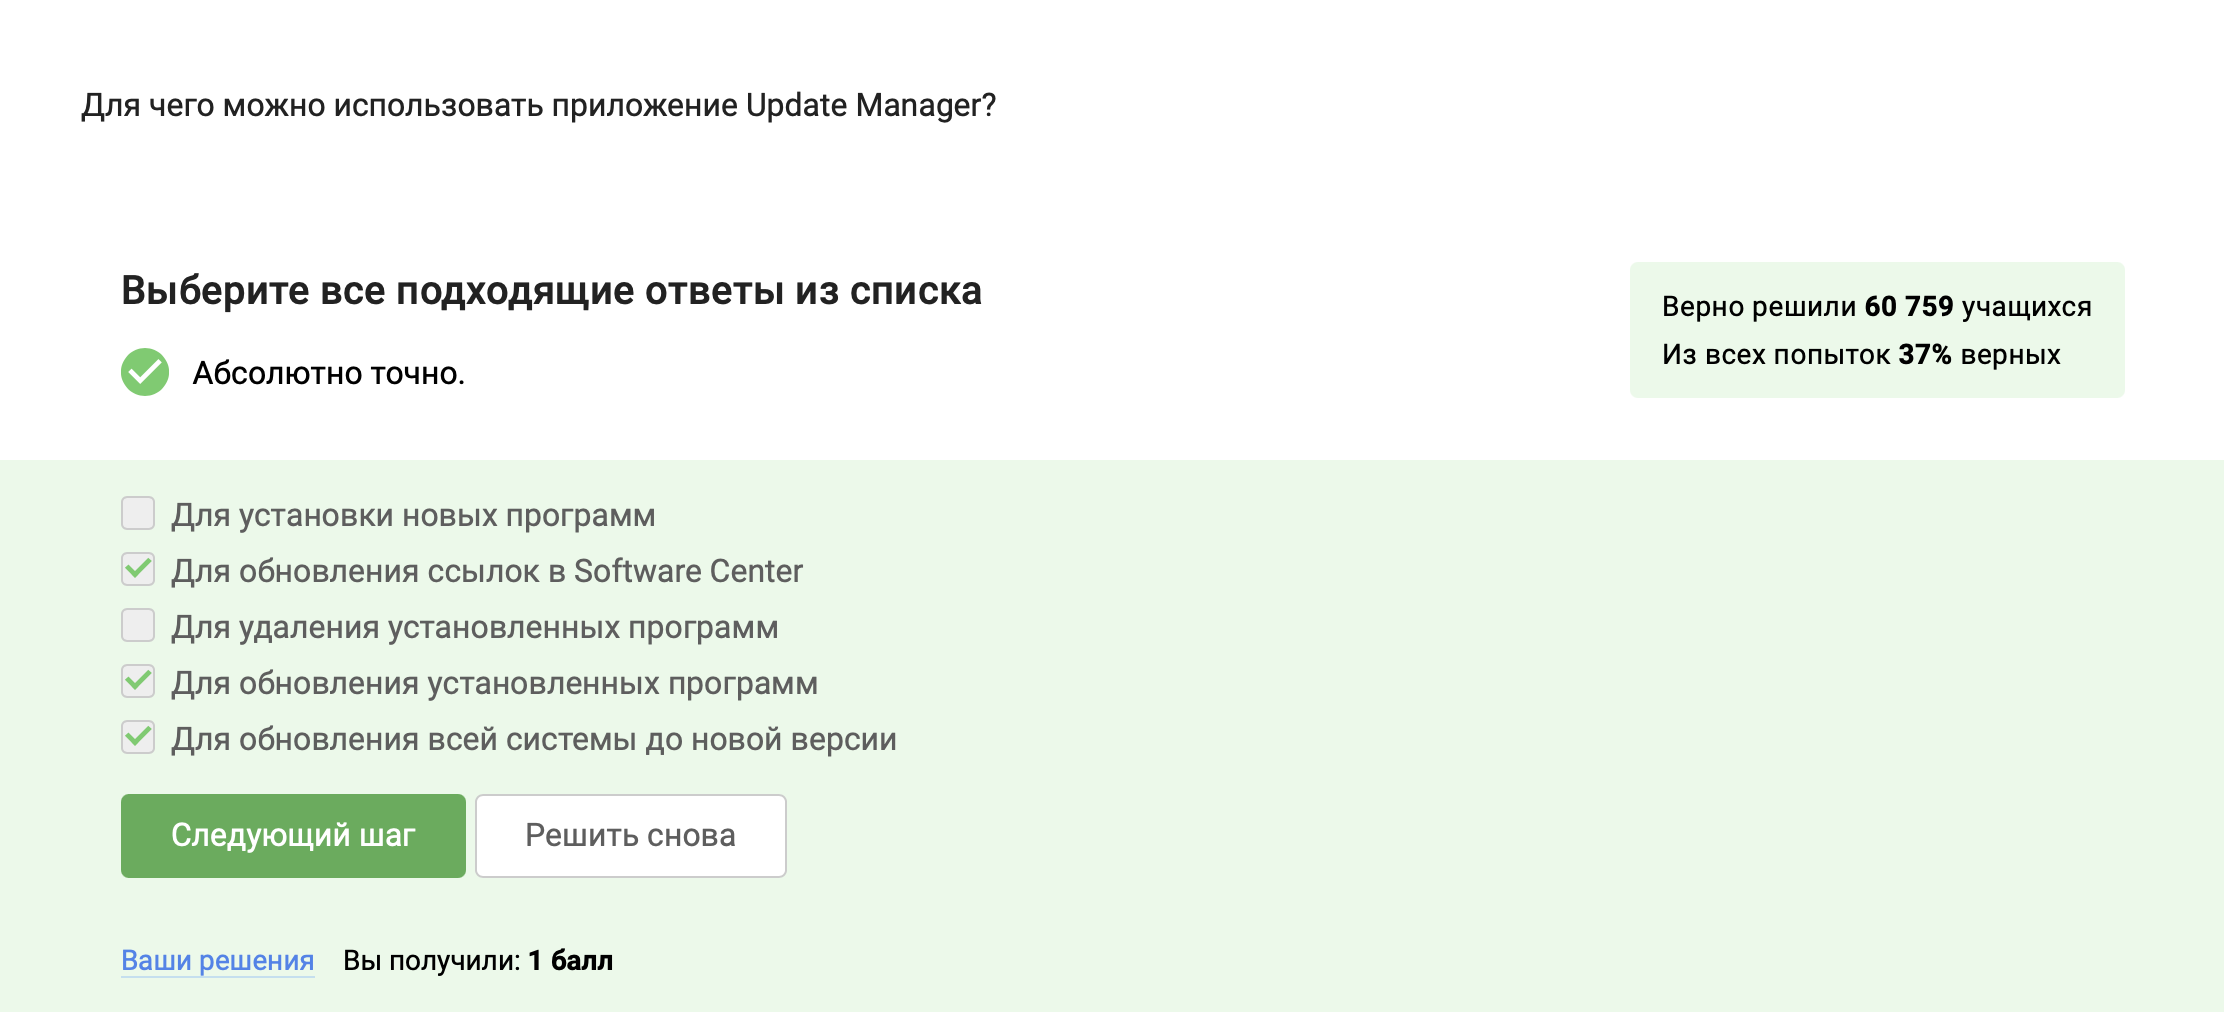 Для чего можно использовать приложение Update Manager?
Выберите все подходящие ответы из списка
Абсолютно точно.
Верно решили 60 759 учащихся
Из всех попыток 37% верных
Для установки новых программ
Для обновления ссылок в Software Center
Для удаления установленных программ
Для обновления установленных программ
Для обновления всей системы до новой версии
Следующий шаг
Решить снова
Ваши решения Вы получили: 1 балл